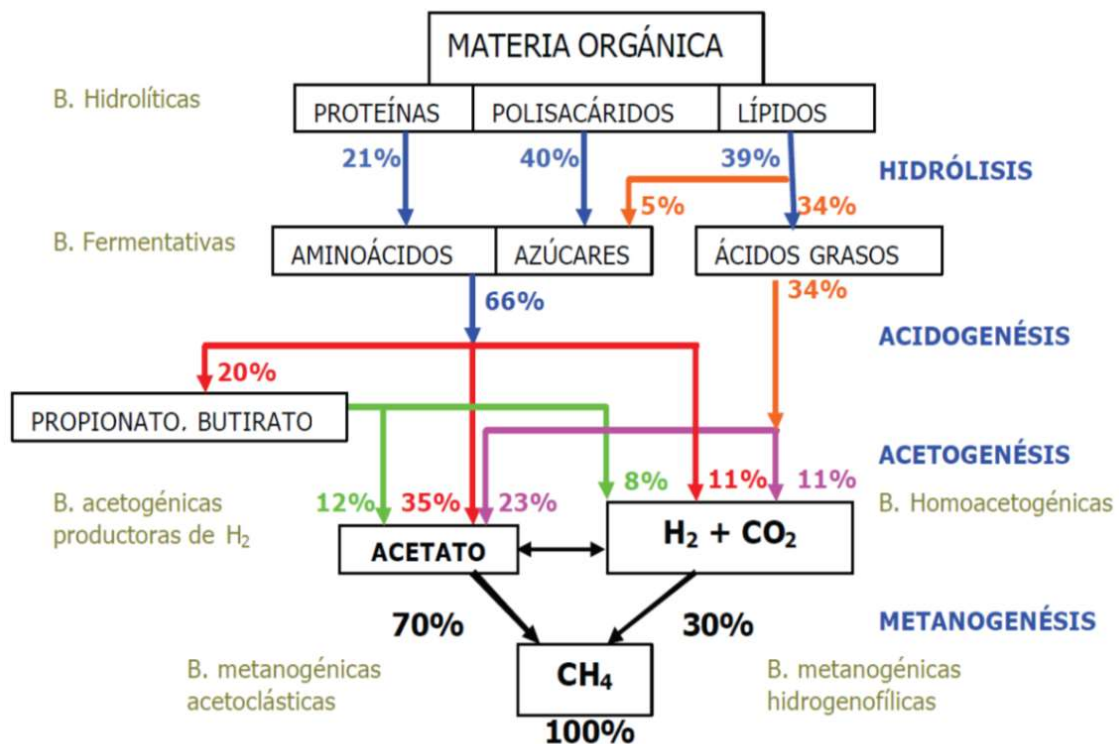 MATERIA ORGÁNICA
B. Hidrolíticas
PROTEÍNAS
POLISACÁRIDOS
LÍPIDOS
21%
40%
39%
HIDRÓLISIS
5%
34%
B. Fermentativas
AMINOÁCIDOS
AZÚCARES
ÁCIDOS GRASOS
66%
34%
ACIDOGENÉSIS
20%
PROPIONATO. BUTIRATO
ACETOGENÉSIS
12%
35%
23%
8%
11%
11%
B. acetogénicas
productoras de H₂
B. Homoacetogénicas
ACETATO
H₂ + CO₂
70%
30%
METANOGENÉSIS
B. metanogénicas
acetoclásticas
CH₄
B. metanogénicas
hidrogenofílicas
100%